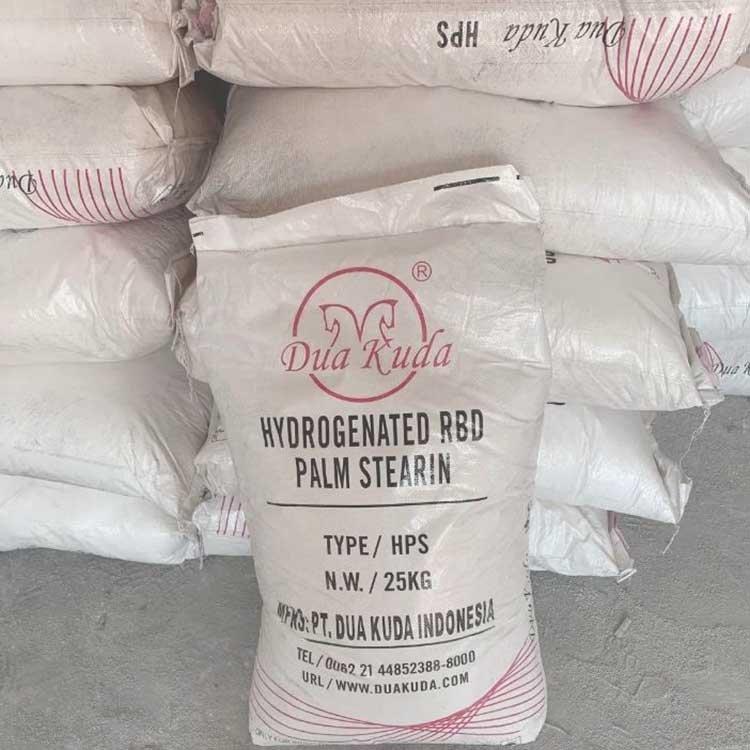 HPS Dua Kuda
Dua
®
Dua Kuda
HYDROGENATED RBD
PALM STEARIN
TYPE/ HPS
N.W. / 25KG
MFRS: PT. DUA KUDA INDONESIA
TEL / 0062 21 44852388-8000
URL / WWW.DUAKUDA.COM
Dua K